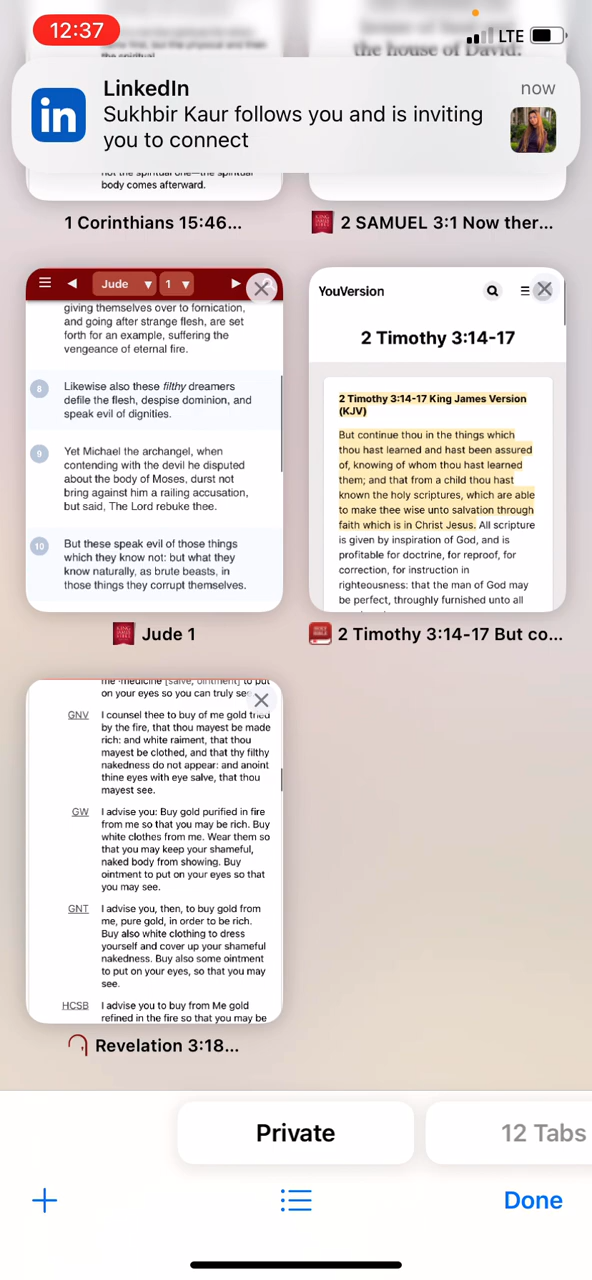 12:37
LTE
the house of David:
in
LinkedIn
now
Sukhbir Kaur follows you and is inviting
you to connect
not the spiritual one—the spiritual
body comes afterward.
1 Corinthians 15:46...
2 SAMUEL 3:1 Now ther...
Jude
1
giving themselves over to fornication,
and going after strange flesh, are set
forth for an example, suffering the
vengeance of eternal fire.
8
Likewise also these filthy dreamers
defile the flesh, despise dominion, and
speak evil of dignities.
9
Yet Michael the archangel, when
contending with the devil he disputed
about the body of Moses, durst not
bring against him a railing accusation,
but said, The Lord rebuke thee.
10
But these speak evil of those things
which they know not: but what they
know naturally, as brute beasts, in
those things they corrupt themselves.
Jude 1
YouVersion
2 Timothy 3:14-17
2 Timothy 3:14-17 King James Version
(KJV)
But continue thou in the things which
thou hast learned and hast been assured
of, knowing of whom thou hast learned
them; and that from a child thou hast
known the holy scriptures, which are able
to make thee wise unto salvation through
faith which is in Christ Jesus. All scripture
is given by inspiration of God, and is
profitable for doctrine, for reproof, for
correction, for instruction in
righteousness: that the man of God may
be perfect, throughly furnished unto all
2 Timothy 3:14-17 But co...
me medicine [salve, ointment] to put
on your eyes so you can truly see
GNV
I counsel thee to buy of me gold tried
by the fire, that thou mayest be made
rich: and white raiment, that thou
mayest be clothed, and that thy filthy
nakedness do not appear: and anoint
thine eyes with eye salve, that thou
mayest see.
GW
I advise you: Buy gold purified in fire
from me so that you may be rich. Buy
white clothes from me. Wear them so
that you may keep your shameful,
naked body from showing. Buy
ointment to put on your eyes so that
you may see.
GNT
I advise you, then, to buy gold from
me, pure gold, in order to be rich.
Buy also white clothing to dress
yourself and cover up your shameful
nakedness. Buy also some ointment
to put on your eyes, so that you may
see.
HCSB
I advise you to buy from Me gold
refined in the fire so that you may be
Revelation 3:18...
Private
12 Tabs
Done